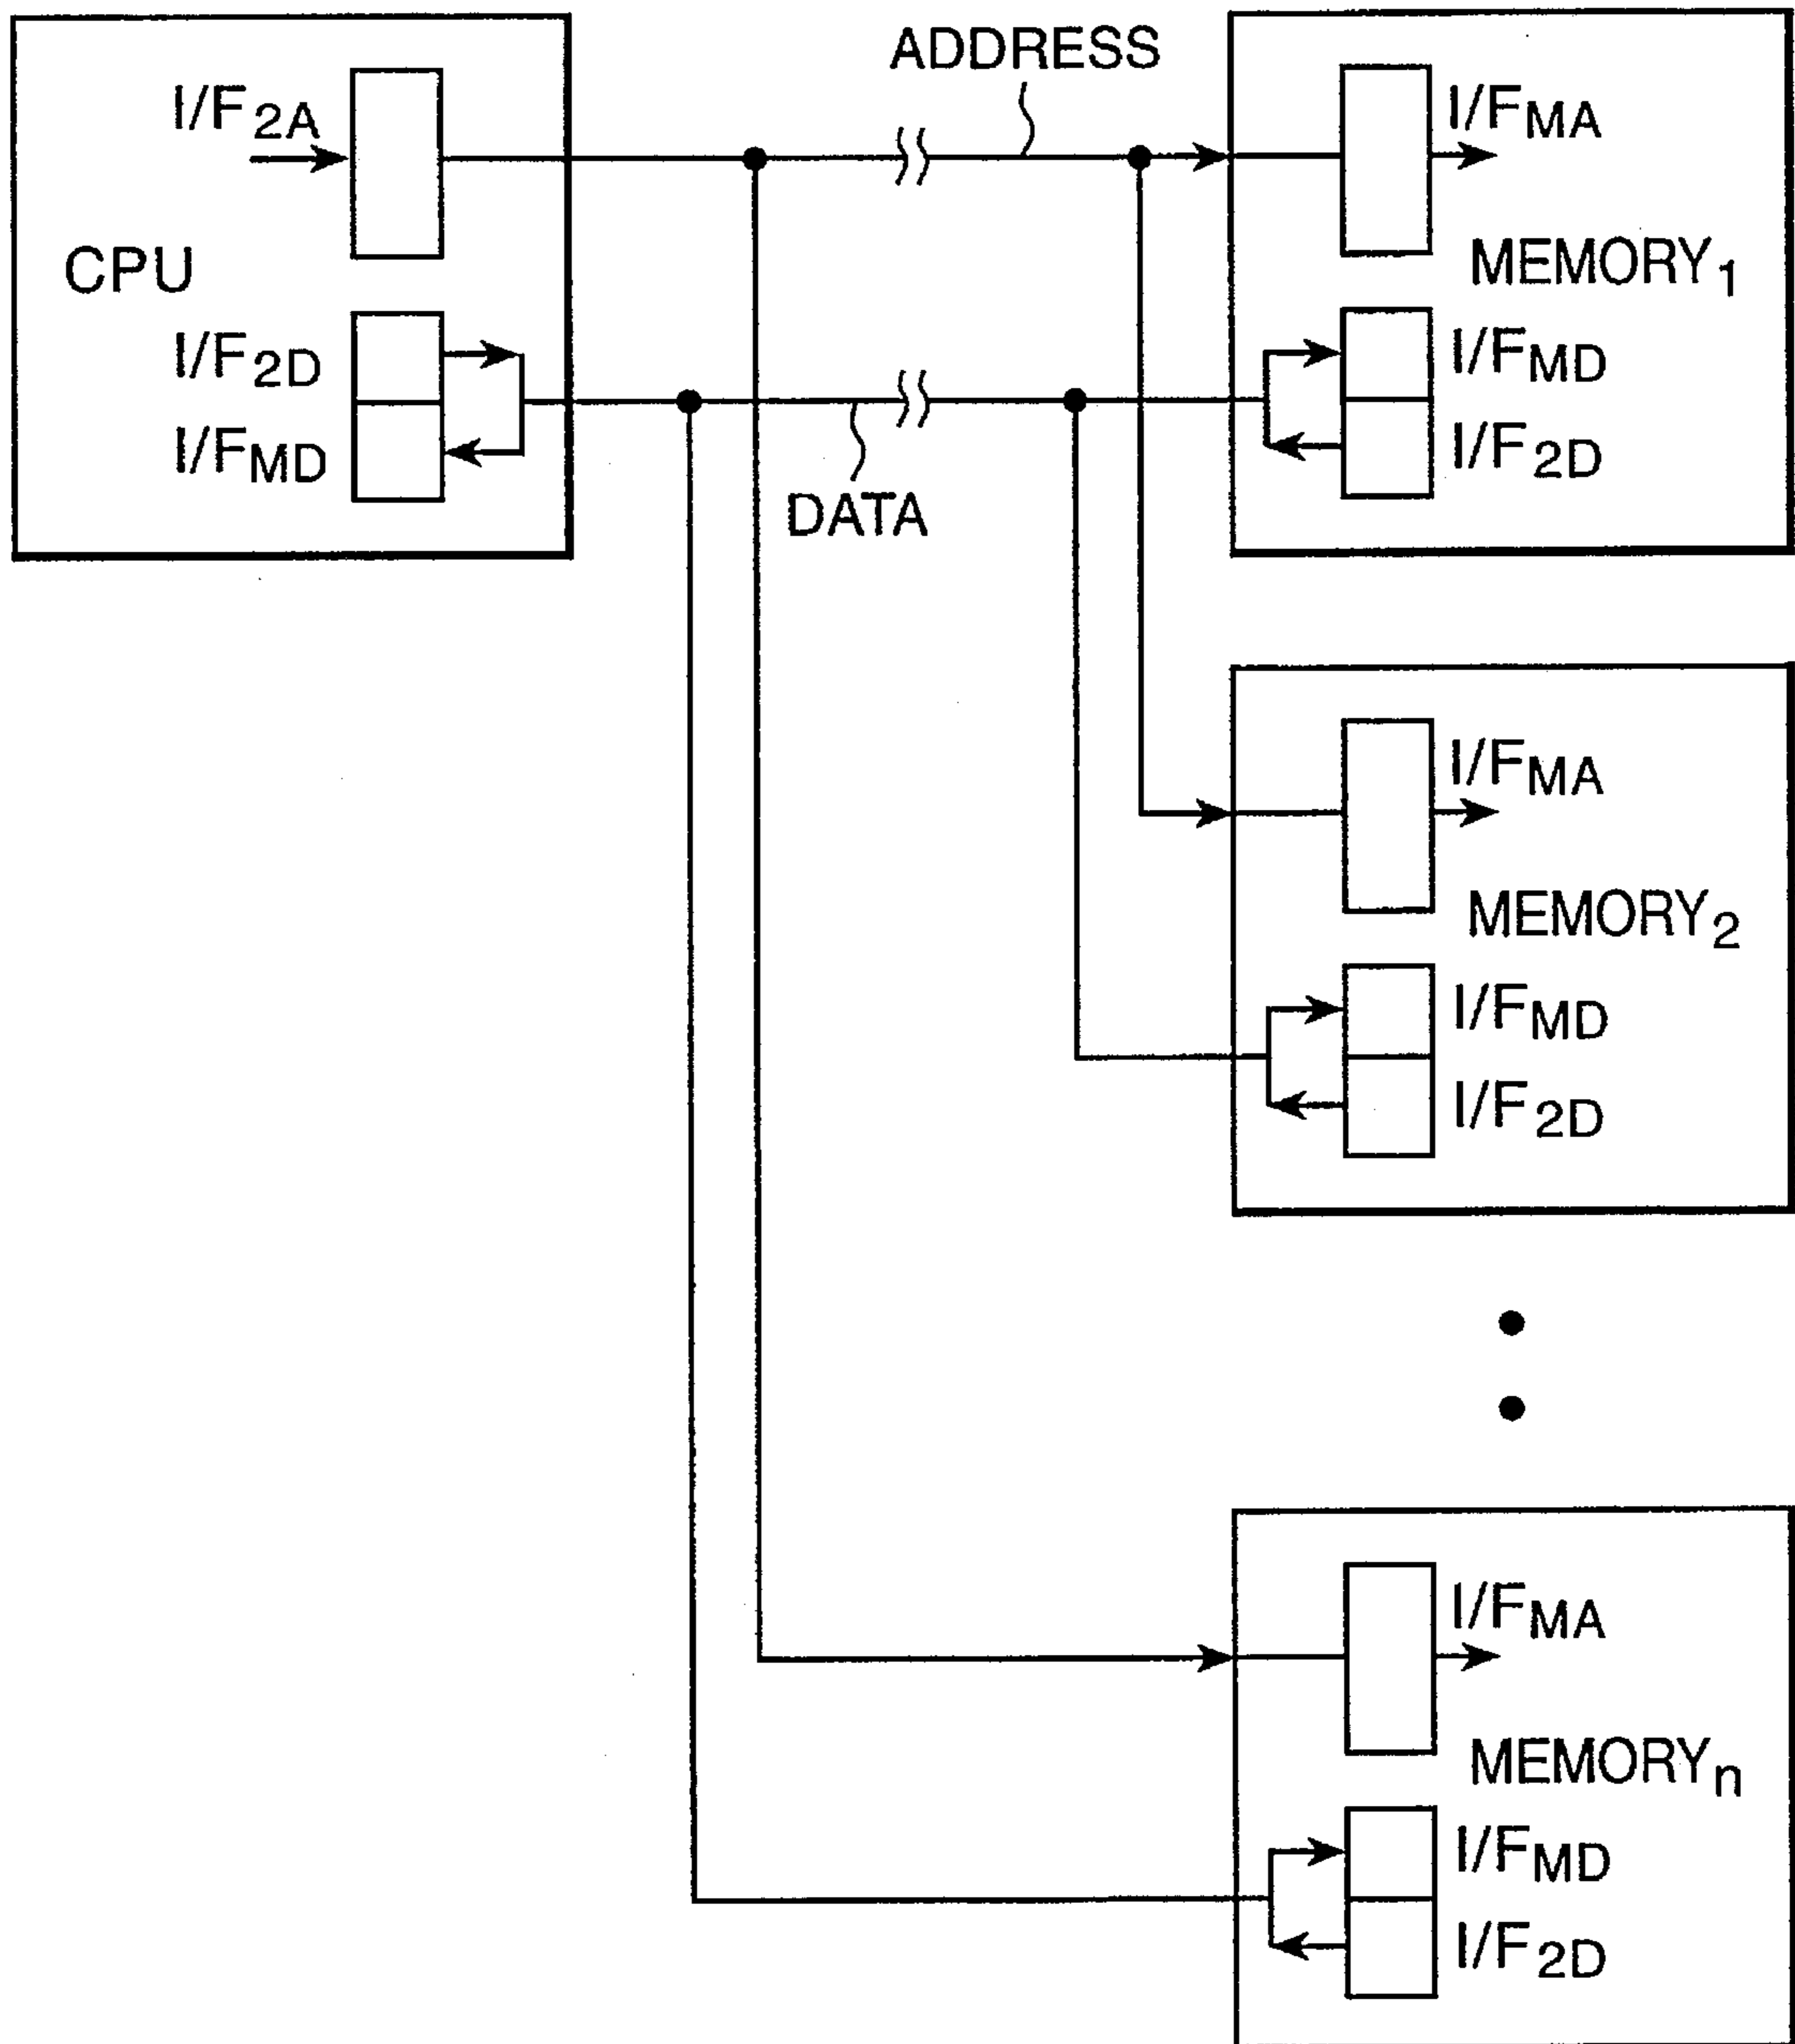 ADDRESS
I/F2A
CPU
I/F2D
I/FMD
DATA
I/FMA
MEMORY1
I/FMD
I/F2D
I/FMA
MEMORY2
I/FMD
I/F2D
I/FMA
MEMORYn
I/FMD
I/F2D